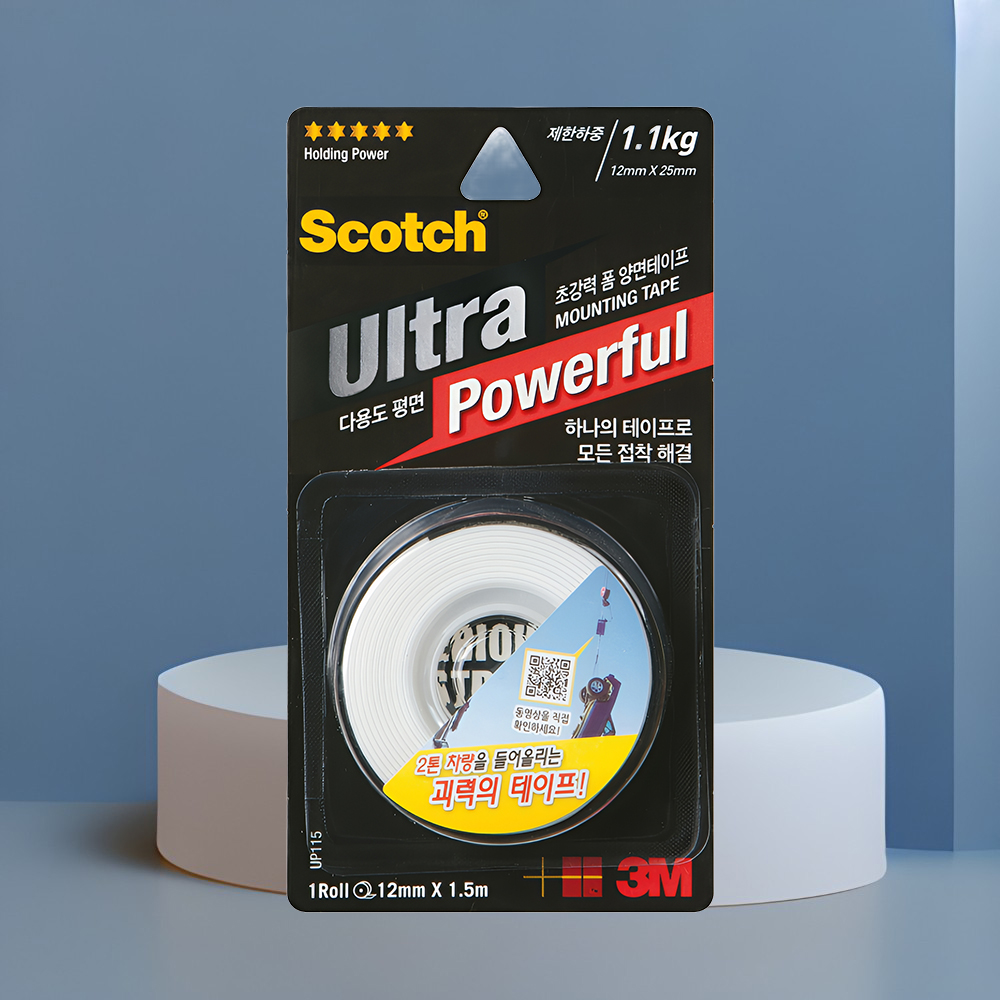 Holding Power
제한하중
1.1kg
12mm X 25mm
Scotch®
초강력 폼 양면테이프
MOUNTING TAPE
Ultra
Powerful
다용도 평면
하나의 테이프로
모든 접착 해결
동영상을 직접
확인하세요!
2톤 차량을 들어올리는
괴력의 테이프!
UP115
1Roll 12mm X 1.5m
3M